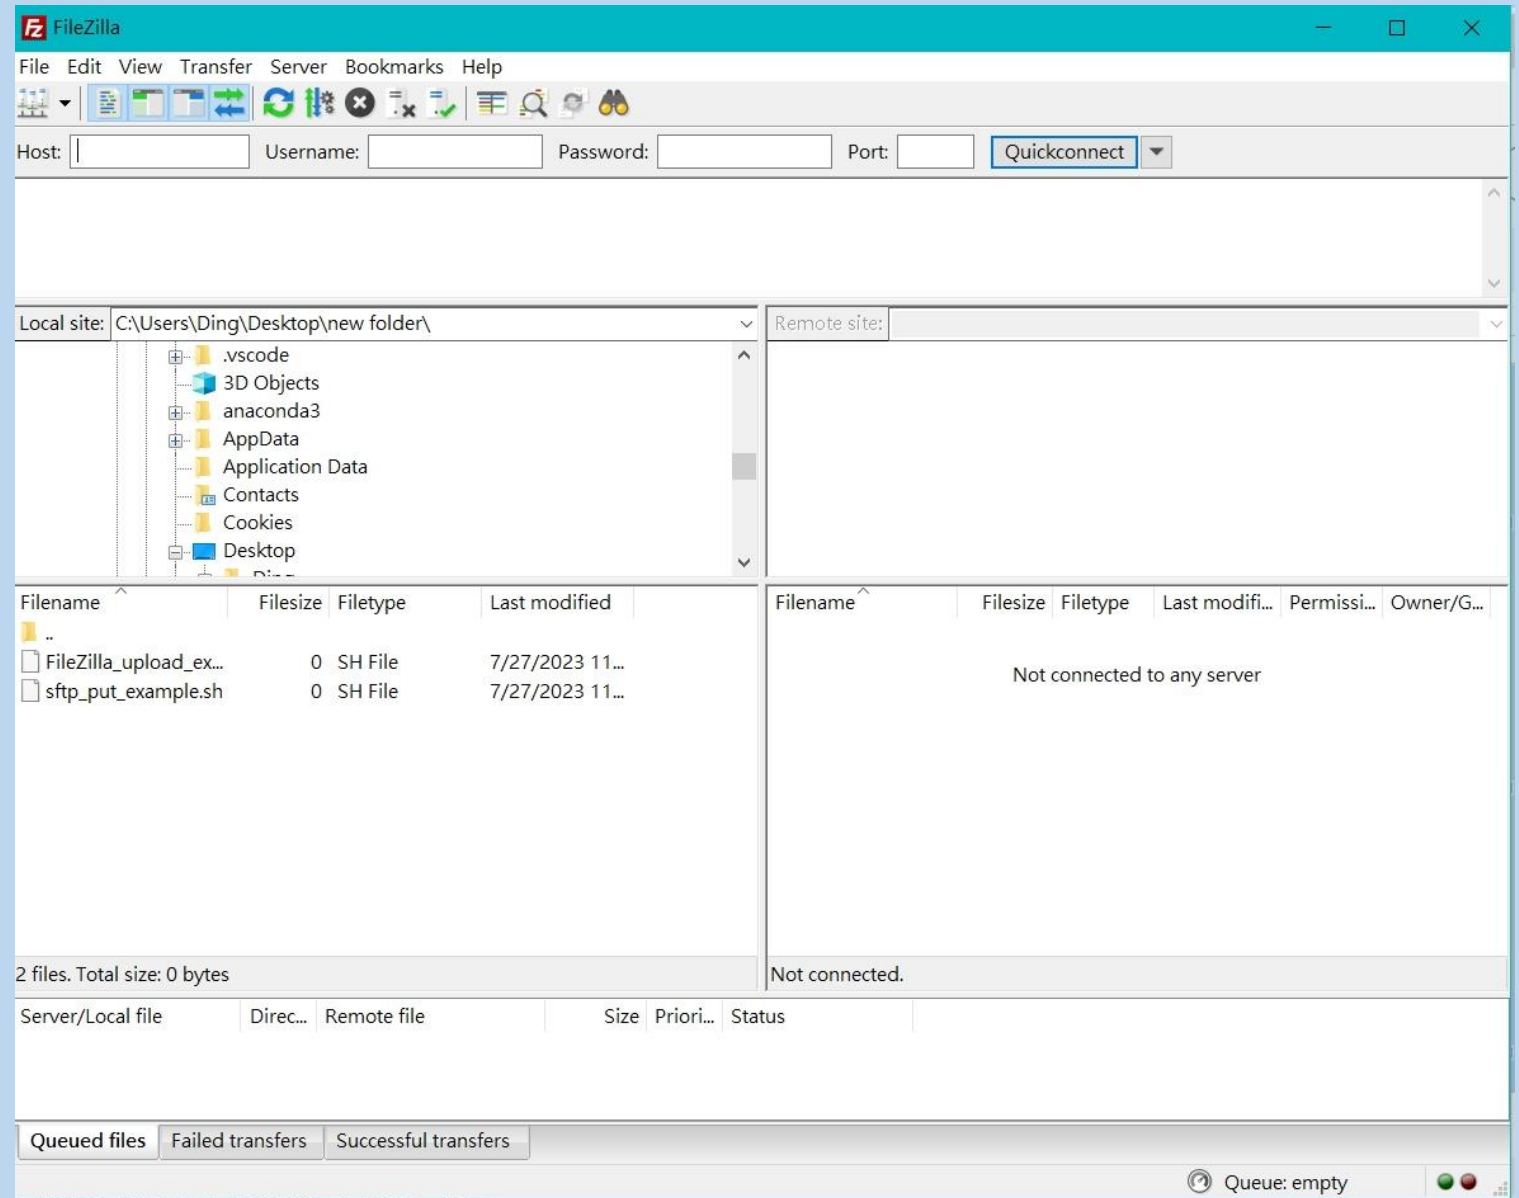 FileZilla
File Edit View Transfer Server Bookmarks Help
Host: Username: Password: Port: Quickconnect
Local site: C:\Users\Ding\Desktop\new folder\
Remote site:
.vscode
3D Objects
anaconda3
AppData
Application Data
Contacts
Cookies
Desktop
Filename Filesize Filetype Last modified
..
FileZilla_upload_ex... 0 SH File 7/27/2023 11...
sftp_put_example.sh 0 SH File 7/27/2023 11...
2 files. Total size: 0 bytes
Filename Filesize Filetype Last modifi... Permissi... Owner/G...
Not connected to any server
Not connected.
Server/Local file Direc... Remote file Size Priori... Status
Queued files Failed transfers Successful transfers
Queue: empty